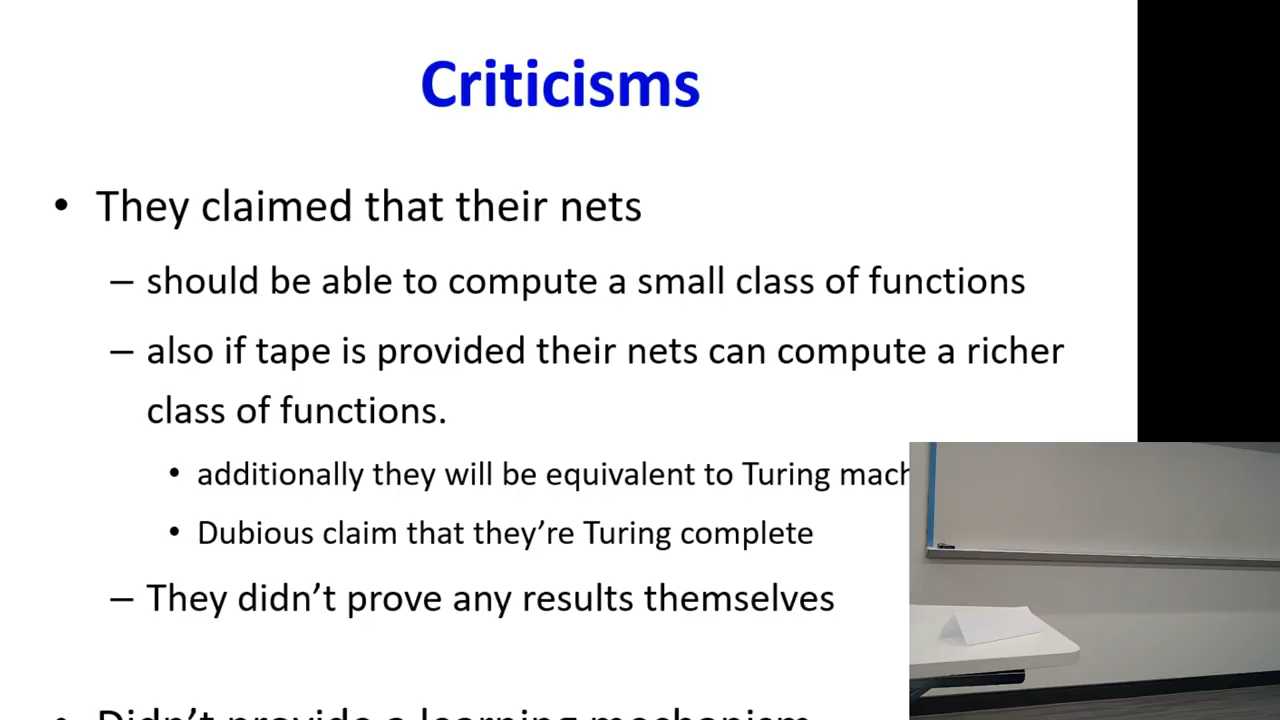 Criticisms
• They claimed that their nets
– should be able to compute a small class of functions
– also if tape is provided their nets can compute a richer
class of functions.
• additionally they will be equivalent to Turing mach
• Dubious claim that they’re Turing complete
– They didn’t prove any results themselves
• Didn’t provide a learning mechanism